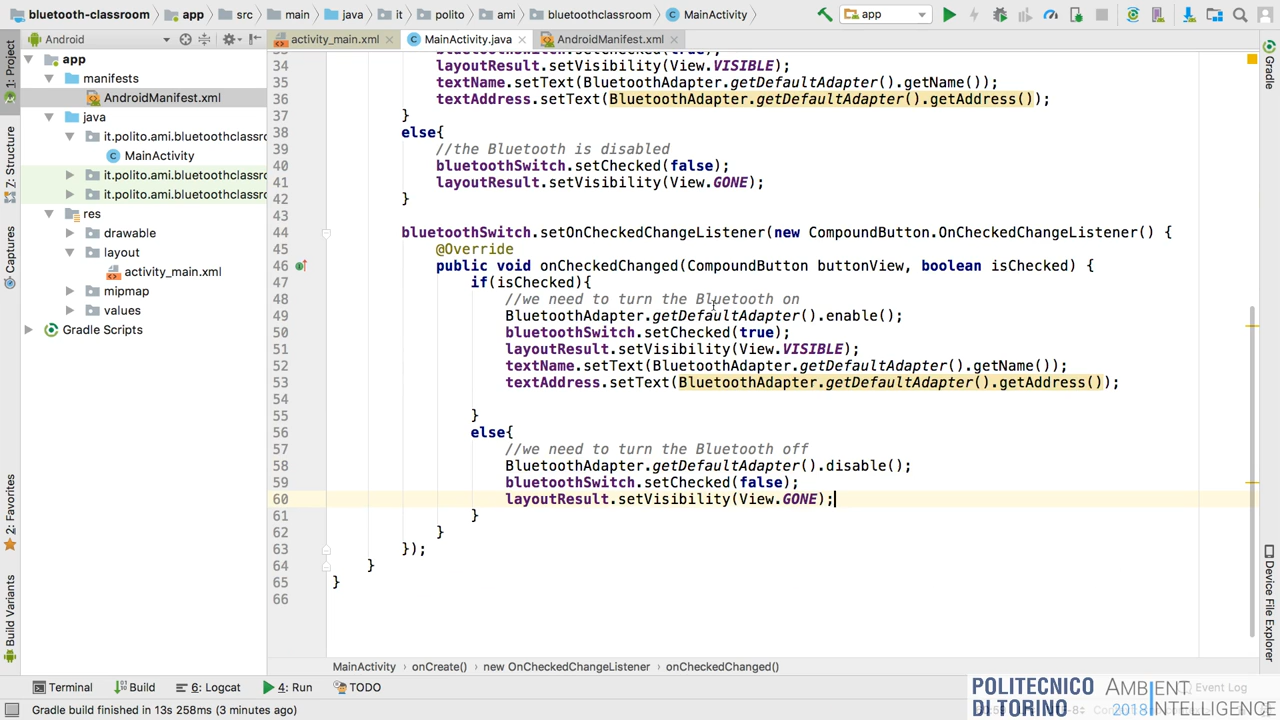 bluetooth-classroom app src main java it polito ami bluetoothclassroom MainActivity app
Android activity_main.xml MainActivity.java AndroidManifest.xml
1: Project
Z: Structure
Captures
2: Favorites
Build Variants
app
manifests
AndroidManifest.xml
java
it.polito.ami.bluetoothclassro
MainActivity
it.polito.ami.bluetoothclassro
it.polito.ami.bluetoothclassro
res
drawable
layout
activity_main.xml
mipmap
values
Gradle Scripts
34 layoutResult.setVisibility(View.VISIBLE);
35 textName.setText(BluetoothAdapter.getDefaultAdapter().getName());
36 textAddress.setText(BluetoothAdapter.getDefaultAdapter().getAddress());
37 }
38 else{
39 //the Bluetooth is disabled
40 bluetoothSwitch.setChecked(false);
41 layoutResult.setVisibility(View.GONE);
42 }
43
44 bluetoothSwitch.setOnCheckedChangeListener(new CompoundButton.OnCheckedChangeListener() {
45 @Override
46 public void onCheckedChanged(CompoundButton buttonView, boolean isChecked) {
47 if(isChecked){
48 //we need to turn the Bluetooth on
49 BluetoothAdapter.getDefaultAdapter().enable();
50 bluetoothSwitch.setChecked(true);
51 layoutResult.setVisibility(View.VISIBLE);
52 textName.setText(BluetoothAdapter.getDefaultAdapter().getName());
53 textAddress.setText(BluetoothAdapter.getDefaultAdapter().getAddress());
54
55 }
56 else{
57 //we need to turn the Bluetooth off
58 BluetoothAdapter.getDefaultAdapter().disable();
59 bluetoothSwitch.setChecked(false);
60 layoutResult.setVisibility(View.GONE);
61 }
62 }
63 });
64 }
65 }
66
Gradle
Device File Explorer
MainActivity onCreate() new OnCheckedChangeListener onCheckedChanged()
Terminal Build 6: Logcat 4: Run TODO Event Log
Gradle build finished in 13s 258ms (3 minutes ago)
POLITECNICO
DI TORINO
AMBIENT
2018 INTELLIGENCE